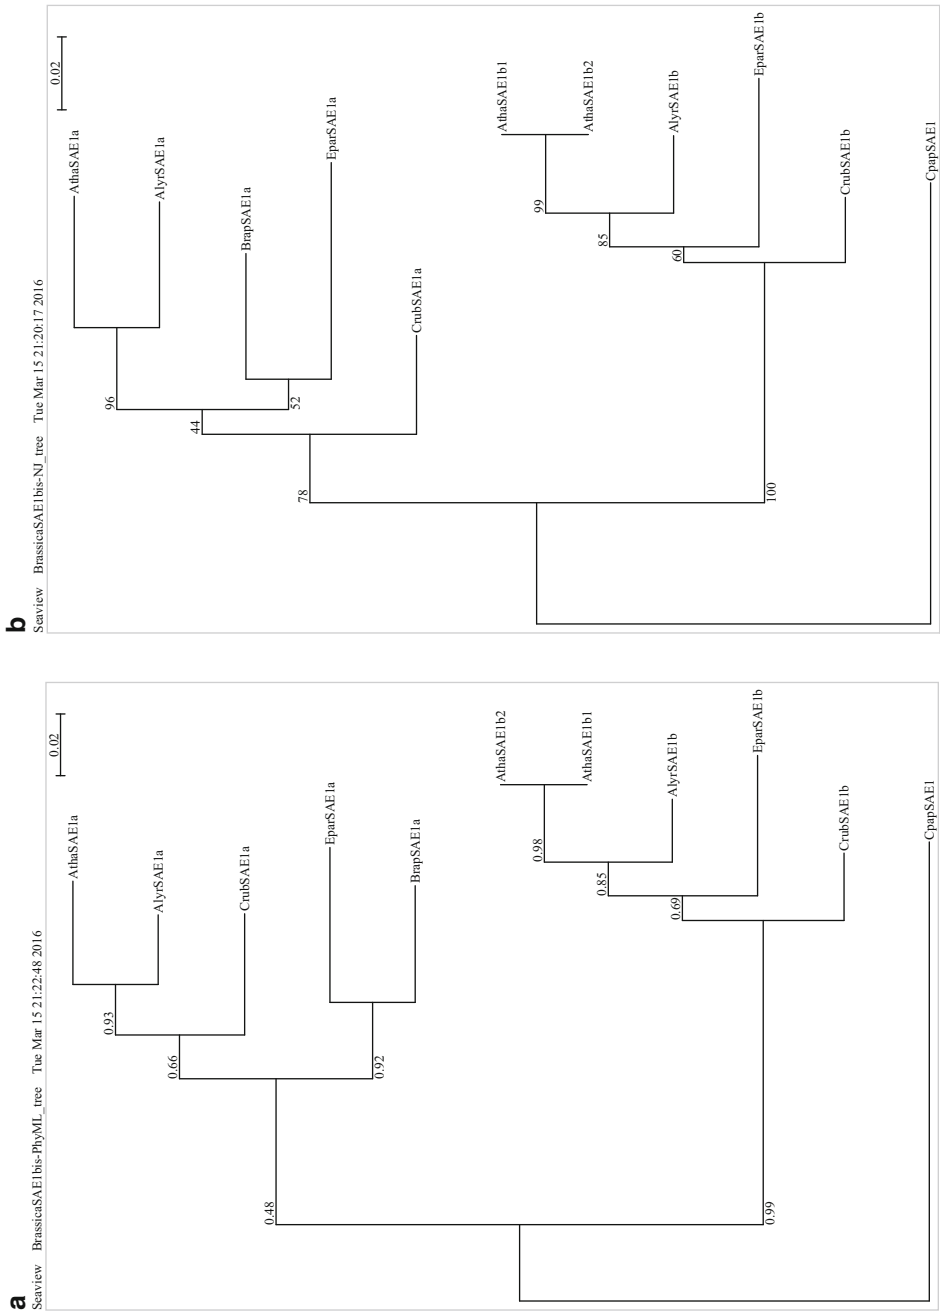 a
Seaview BrassicaSAE1bis-PhyML_tree Tue Mar 15 21:22:48 2016
0.02
AthaSAE1a
0.93
AlyrSAE1a
0.66
CrubSAE1a
0.48
EparSAE1a
0.92
BrapSAE1a
AthaSAE1b2
0.98
AthaSAE1b1
0.85
AlyrSAE1b
0.69
EparSAE1b
0.99
CrubSAE1b
CpapSAE1
b
Seaview BrassicaSAE1bis-NJ_tree Tue Mar 15 21:20:17 2016
0.02
AthaSAE1a
96
AlyrSAE1a
44
BrapSAE1a
52
EparSAE1a
78
CrubSAE1a
AthaSAE1b1
99
AthaSAE1b2
85
AlyrSAE1b
60
EparSAE1b
100
CrubSAE1b
CpapSAE1